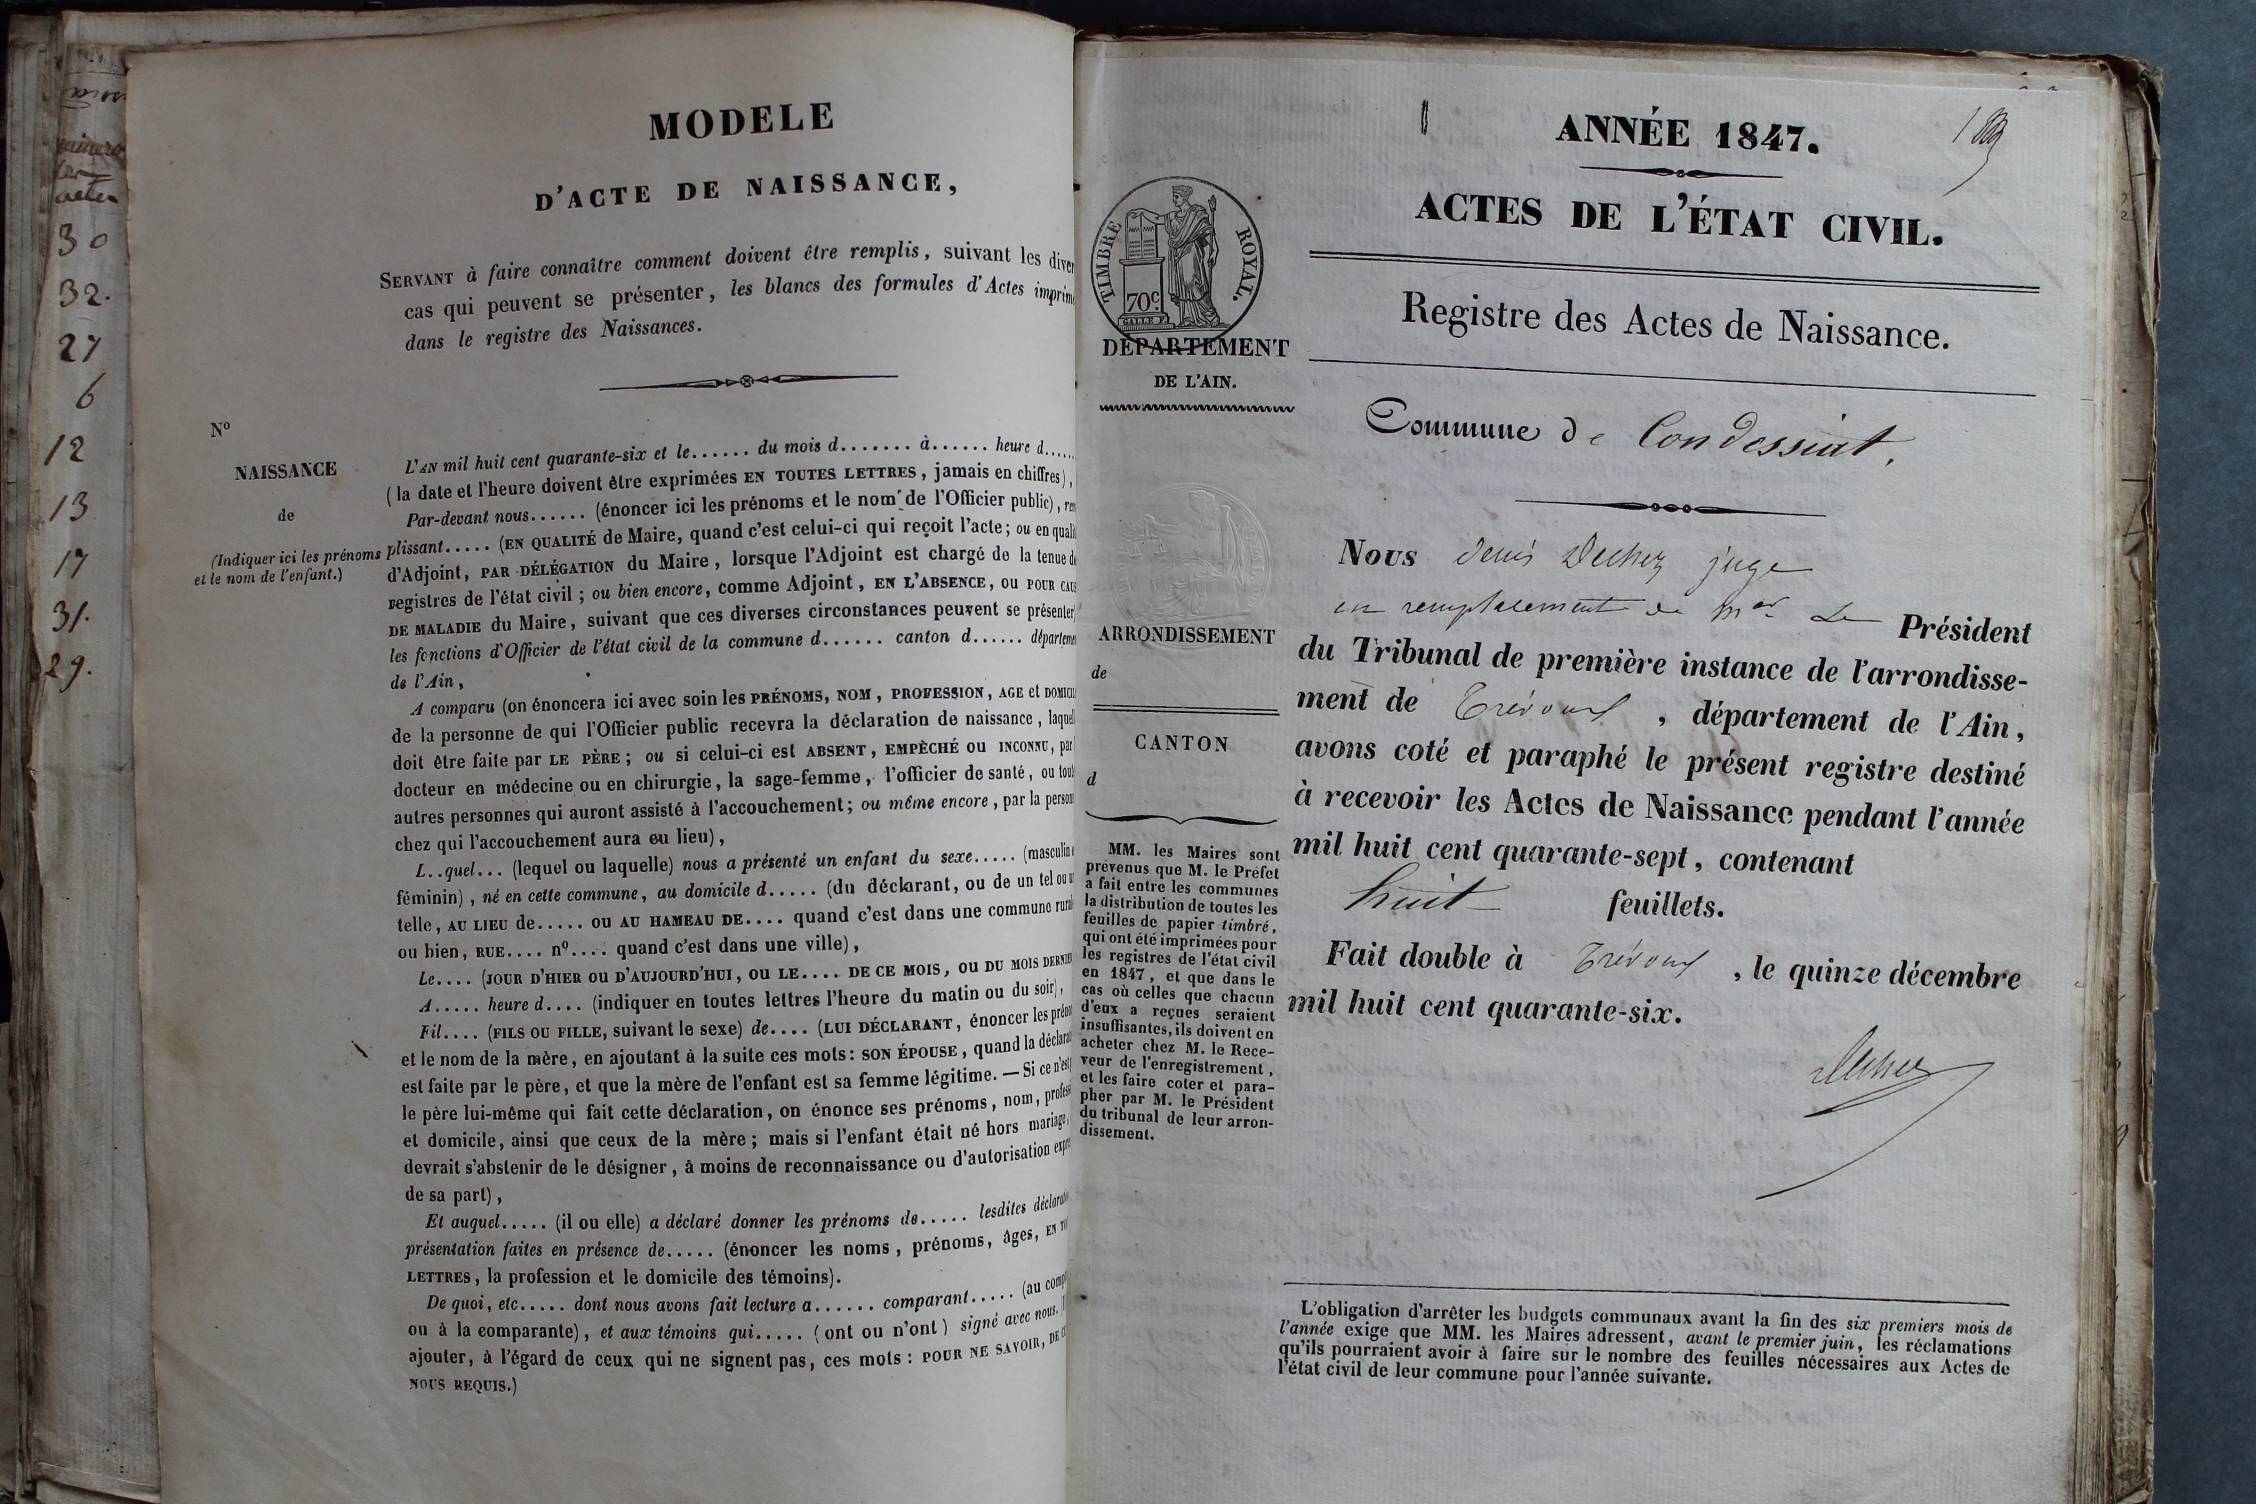 actes
30
32.
27
6
12
13
17
31.
29.
MODELE
D'ACTE DE NAISSANCE,
SERVANT à faire connaître comment doivent être remplis, suivant les diver
cas qui peuvent se présenter, les blancs des formules d'Actes imprim
dans le registre des Naissances.
No
NAISSANCE
de
(Indiquer ici les prénoms
et le nom de l'enfant.)
L'AN mil huit cent quarante-six et le...... du mois d....... à...... heure d......
(la date et l'heure doivent être exprimées EN TOUTES LETTRES, jamais en chiffres),
Par-devant nous...... (énoncer ici les prénoms et le nom de l'Officier public), rem
plissant..... (EN QUALITÉ de Maire, quand c'est celui-ci qui reçoit l'acte; ou en quali
d'Adjoint, PAR DÉLÉGATION du Maire, lorsque l'Adjoint est chargé de la tenue de
registres de l'état civil; ou bien encore, comme Adjoint, EN L'ABSENCE, ou POUR CAUS
DE MALADIE du Maire, suivant que ces diverses circonstances peuvent se présenter)
les fonctions d'Officier de l'état civil de la commune d...... canton d...... départeme
de l'Ain,
A comparu (on énoncera ici avec soin les PRÉNOMS, NOM, PROFESSION, AGE et DOMICIL
de la personne de qui l'Officier public recevra la déclaration de naissance, laquell
doit être faite par LE PÈRE; ou si celui-ci est ABSENT, EMPÊCHÉ ou INCONNU, par
docteur en médecine ou en chirurgie, la sage-femme, l'officier de santé, ou tout
autres personnes qui auront assisté à l'accouchement; ou même encore, par la person
chez qui l'accouchement aura eu lieu),
L..quel... (lequel ou laquelle) nous a présenté un enfant du sexe..... (masculin o
féminin), né en cette commune, au domicile d..... (du déclarant, ou de un tel ou u
telle, AU LIEU de..... ou AU HAMEAU DE.... quand c'est dans une commune rural
ou bien, RUE.... no.... quand c'est dans une ville),
Le.... (JOUR D'HIER ou D'AUJOURD'HUI, ou LE.... DE CE MOIS, ou DU MOIS DERNIER
A..... heure d.... (indiquer en toutes lettres l'heure du matin ou du soir),
Fil.... (FILS OU FILLE, suivant le sexe) de.... (LUI DÉCLARANT, énoncer les préno
et le nom de la mère, en ajoutant à la suite ces mots: SON ÉPOUSE, quand la déclara
est faite par le père, et que la mère de l'enfant est sa femme légitime. — Si ce n'est
le père lui-même qui fait cette déclaration, on énonce ses prénoms, nom, professi
et domicile, ainsi que ceux de la mère; mais si l'enfant était né hors mariage,
devrait s'abstenir de le désigner, à moins de reconnaissance ou d'autorisation expre
de sa part),
Et auquel..... (il ou elle) a déclaré donner les prénoms de..... lesdites déclarati
présentation faites en présence de..... (énoncer les noms, prénoms, âges, EN TOU
LETTRES, la profession et le domicile des témoins).
De quoi, etc..... dont nous avons fait lecture a...... comparant..... (au comp
ou à la comparante), et aux témoins qui..... (ont ou n'ont) signé avec nous.
ajouter, à l'égard de ceux qui ne signent pas, ces mots: POUR NE SAVOIR, DE CE
NOUS REQUIS.)
1
ANNÉE 1847.
ACTES DE L'ÉTAT CIVIL.
TIMBRE ROYAL.
70c
DÉPARTEMENT
DE L'AIN.
Registre des Actes de Naissance.
Commune de Condessiat.
ARRONDISSEMENT
de
CANTON
d
MM. les Maires sont
prévenus que M. le Préfet
a fait entre les communes
la distribution de toutes les
feuilles de papier timbré,
qui ont été imprimées pour
les registres de l'état civil
en 1847, et que dans le
cas où celles que chacun
d'eux a reçues seraient
insuffisantes, ils doivent en
acheter chez M. le Rece-
veur de l'enregistrement,
et les faire coter et para-
pher par M. le Président
du tribunal de leur arron-
dissement.
Nous Denis Dechez juge
en remplacement de Mr Le Président
du Tribunal de première instance de l'arrondisse-
ment de Trévoux, département de l'Ain,
avons coté et paraphé le présent registre destiné
à recevoir les Actes de Naissance pendant l'année
mil huit cent quarante-sept, contenant
huit feuillets.
Fait double à Trévoux, le quinze décembre
mil huit cent quarante-six.
Dechez
L'obligation d'arrêter les budgets communaux avant la fin des six premiers mois de
l'année exige que MM. les Maires adressent, avant le premier juin, les réclamations
qu'ils pourraient avoir à faire sur le nombre des feuilles nécessaires aux Actes de
l'état civil de leur commune pour l'année suivante.